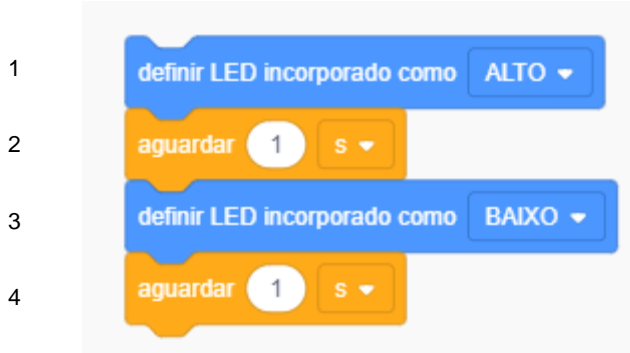 1 definir LED incorporado como ALTO
2 aguardar 1 s
3 definir LED incorporado como BAIXO
4 aguardar 1 s